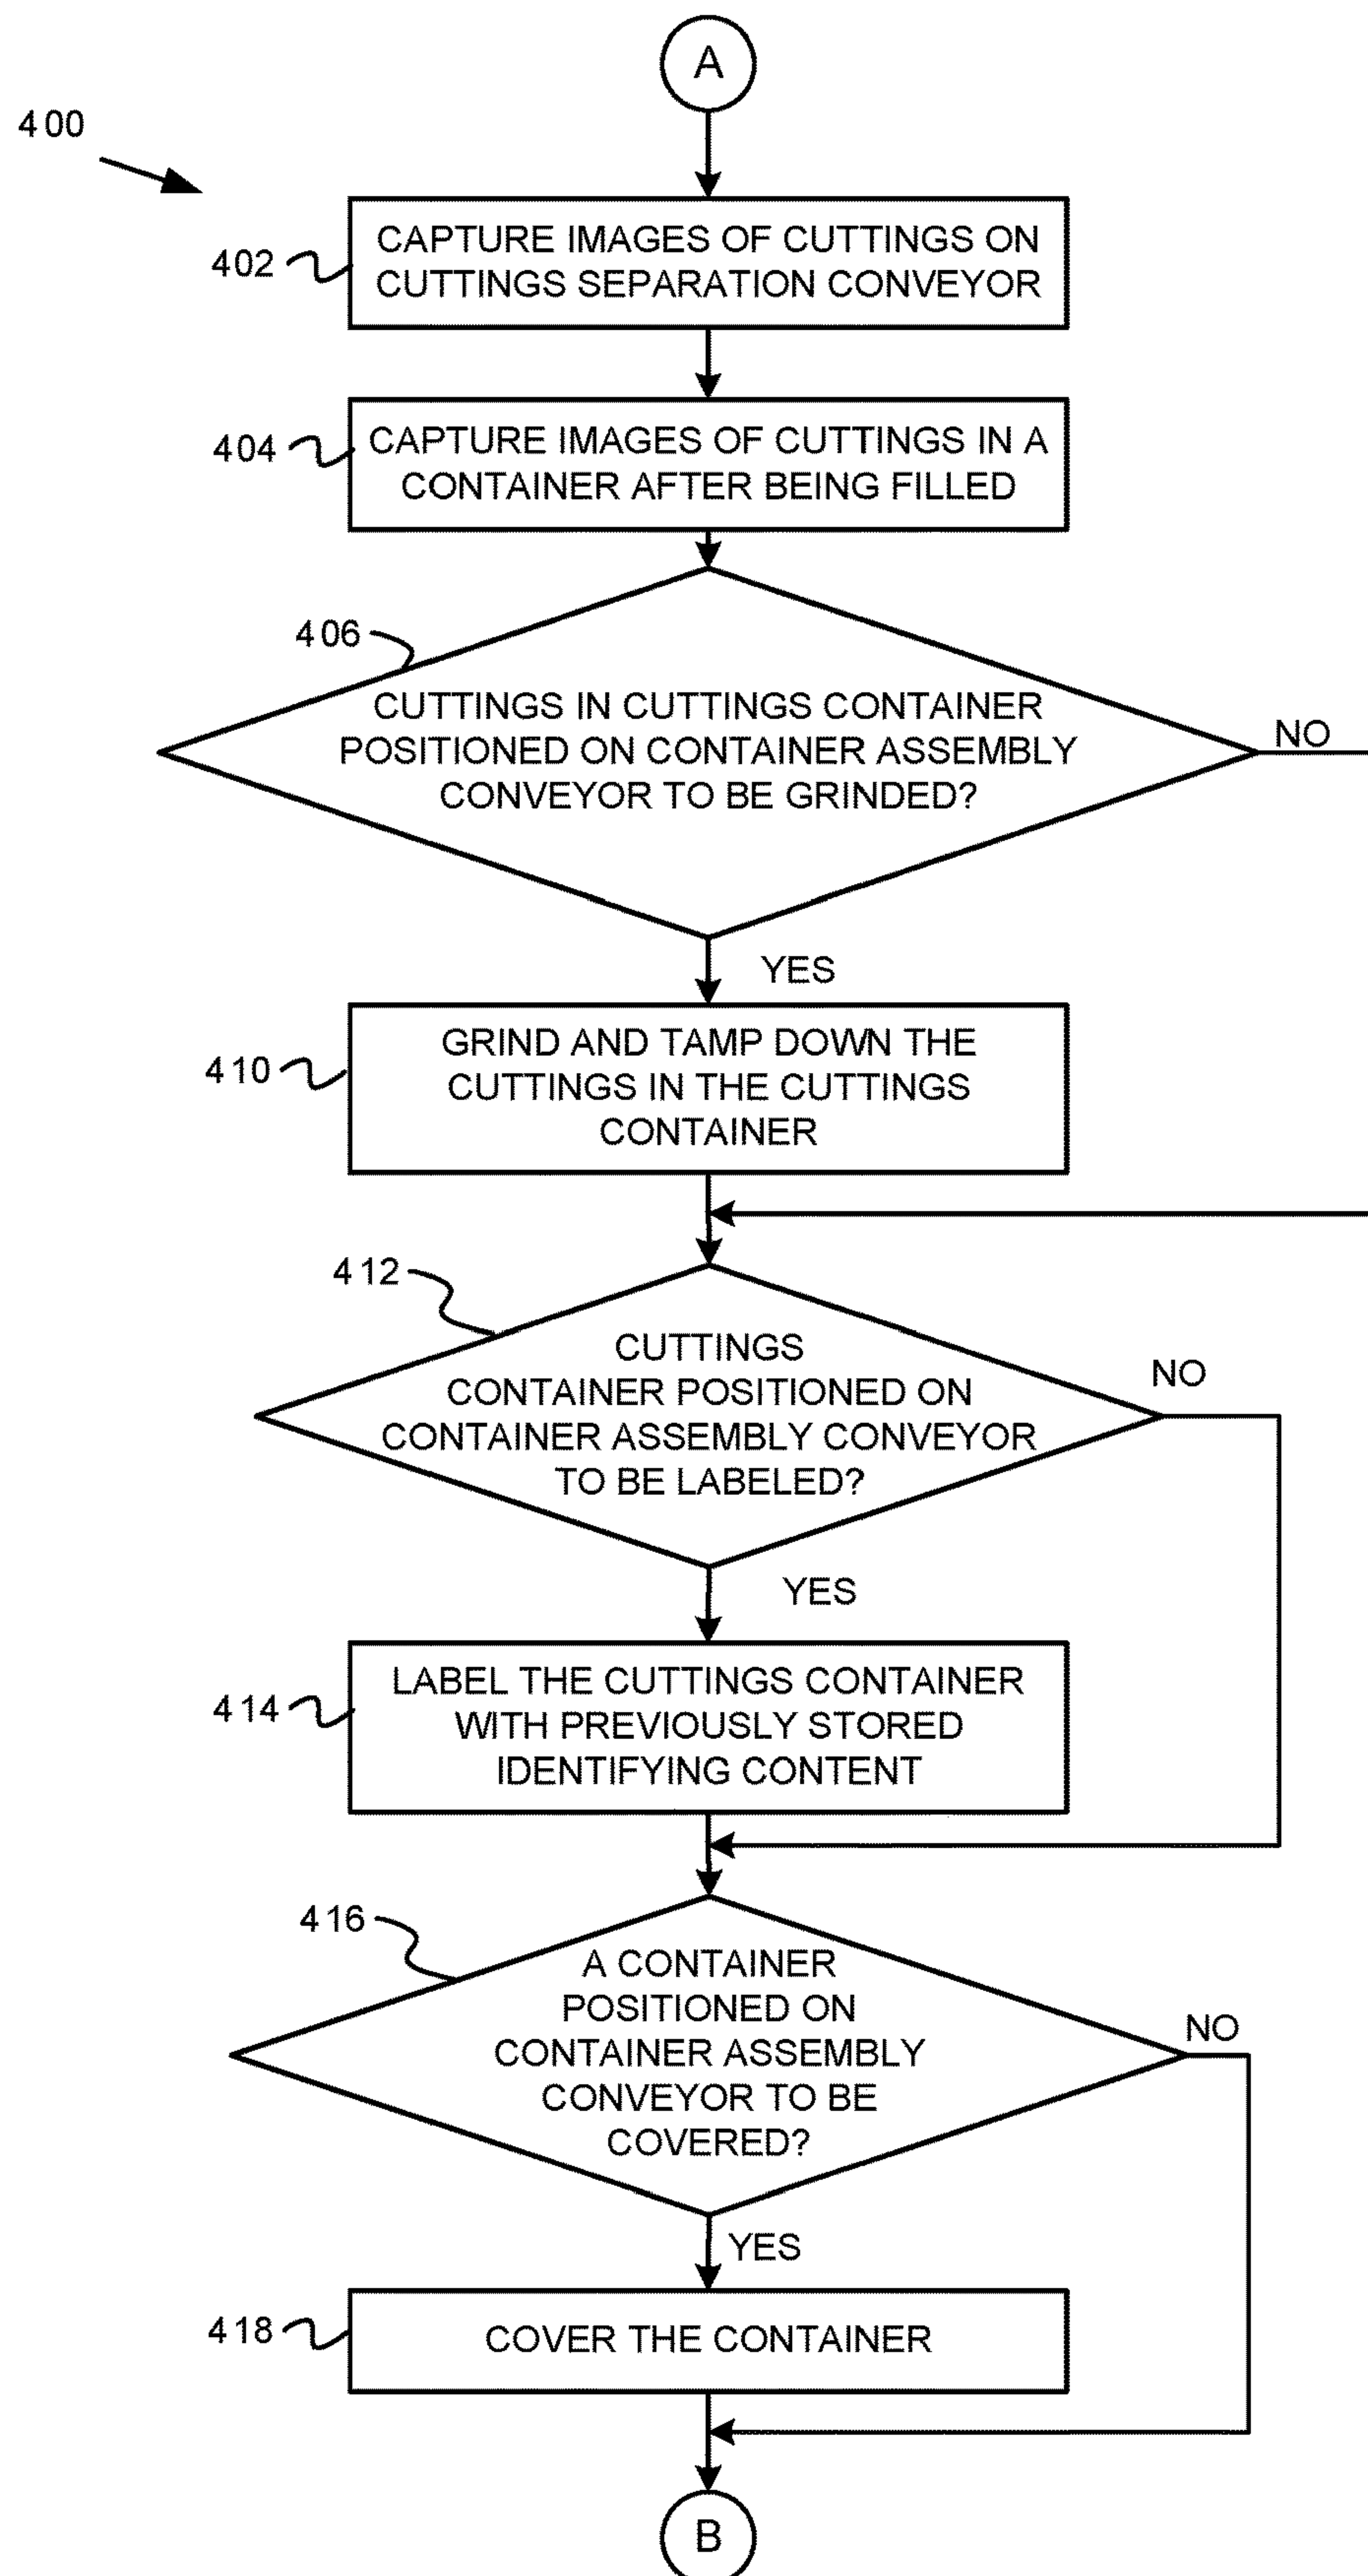 A
400
402
CAPTURE IMAGES OF CUTTINGS ON
CUTTINGS SEPARATION CONVEYOR
404
CAPTURE IMAGES OF CUTTINGS IN A
CONTAINER AFTER BEING FILLED
406
CUTTINGS IN CUTTINGS CONTAINER
POSITIONED ON CONTAINER ASSEMBLY
CONVEYOR TO BE GRINDED?
NO
YES
410
GRIND AND TAMP DOWN THE
CUTTINGS IN THE CUTTINGS
CONTAINER
412
CUTTINGS
CONTAINER POSITIONED ON
CONTAINER ASSEMBLY CONVEYOR
TO BE LABELED?
NO
YES
414
LABEL THE CUTTINGS CONTAINER
WITH PREVIOUSLY STORED
IDENTIFYING CONTENT
416
A CONTAINER
POSITIONED ON
CONTAINER ASSEMBLY
CONVEYOR TO BE
COVERED?
NO
YES
418
COVER THE CONTAINER
B